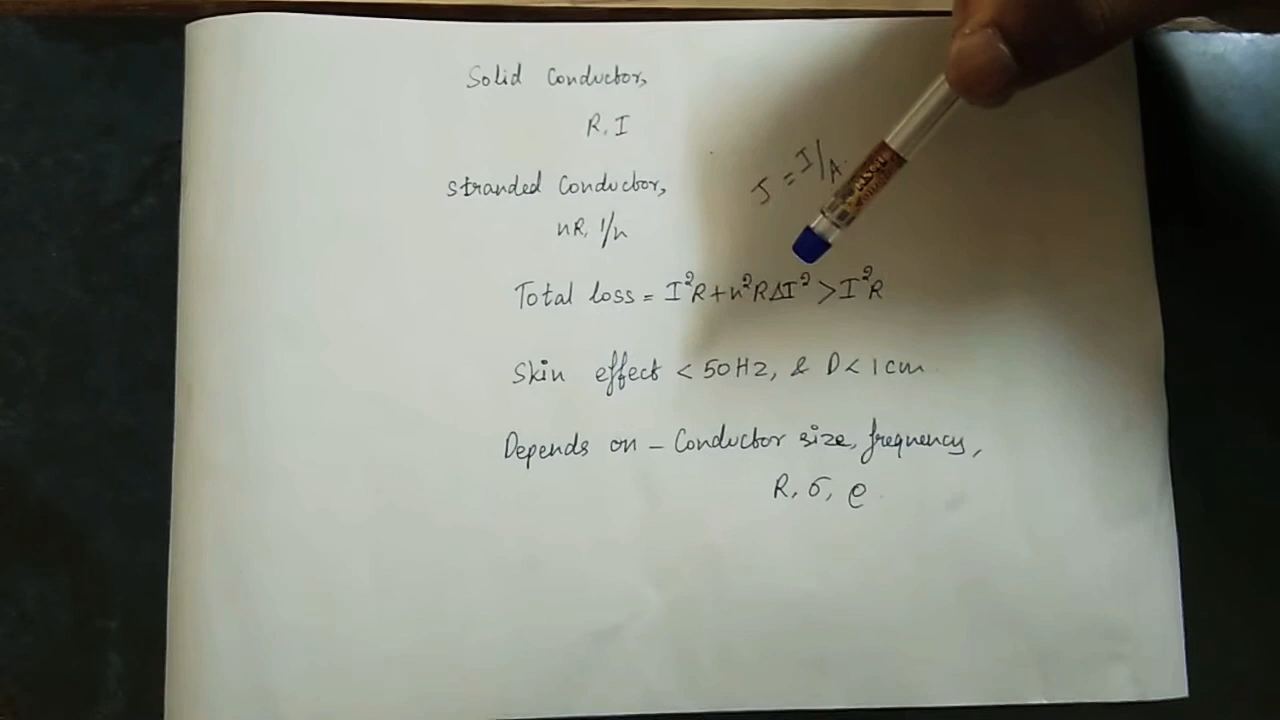 Solid Conductor,
R, I
J = I/A
Stranded Conductor,
nR, I/n
Total loss = I²R + n²RΔI² > I²R
Skin effect < 50Hz, & D < 1cm
Depends on - Conductor size, frequency,
R, σ, ρ